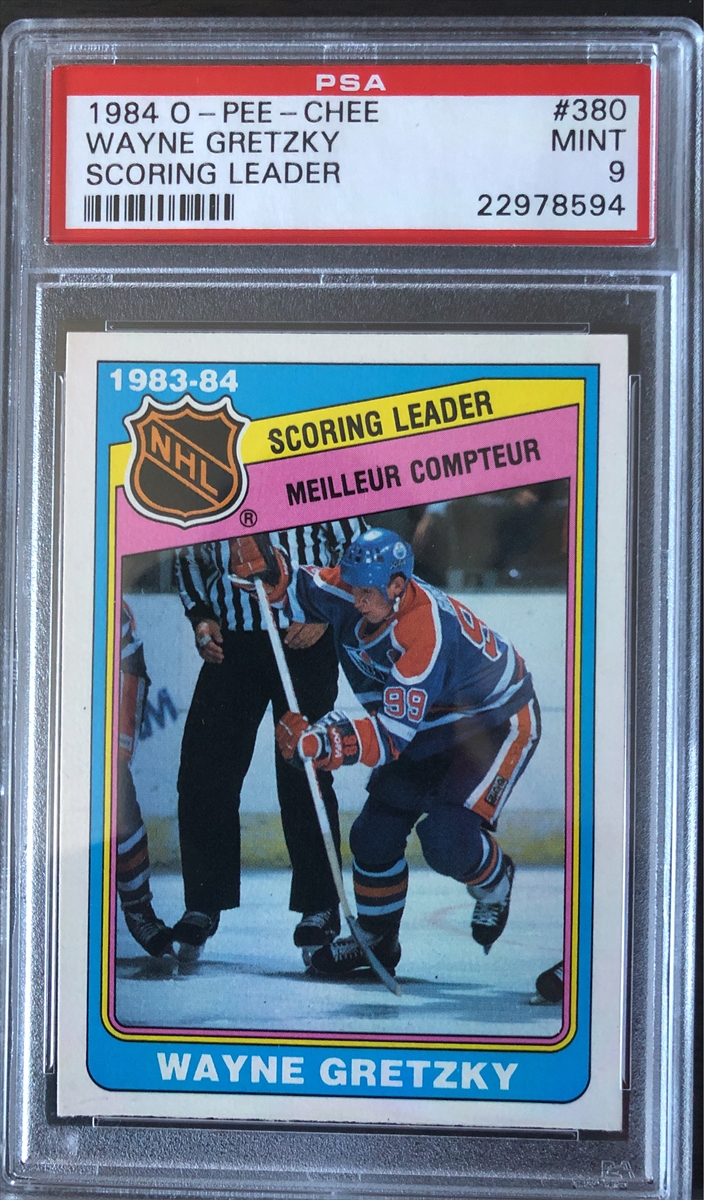 PSA
1984 O-PEE-CHEE #380
WAYNE GRETZKY MINT
SCORING LEADER 9
22978594
1983-84
NHL
®
SCORING LEADER
MEILLEUR COMPTEUR
99
99
WAYNE GRETZKY